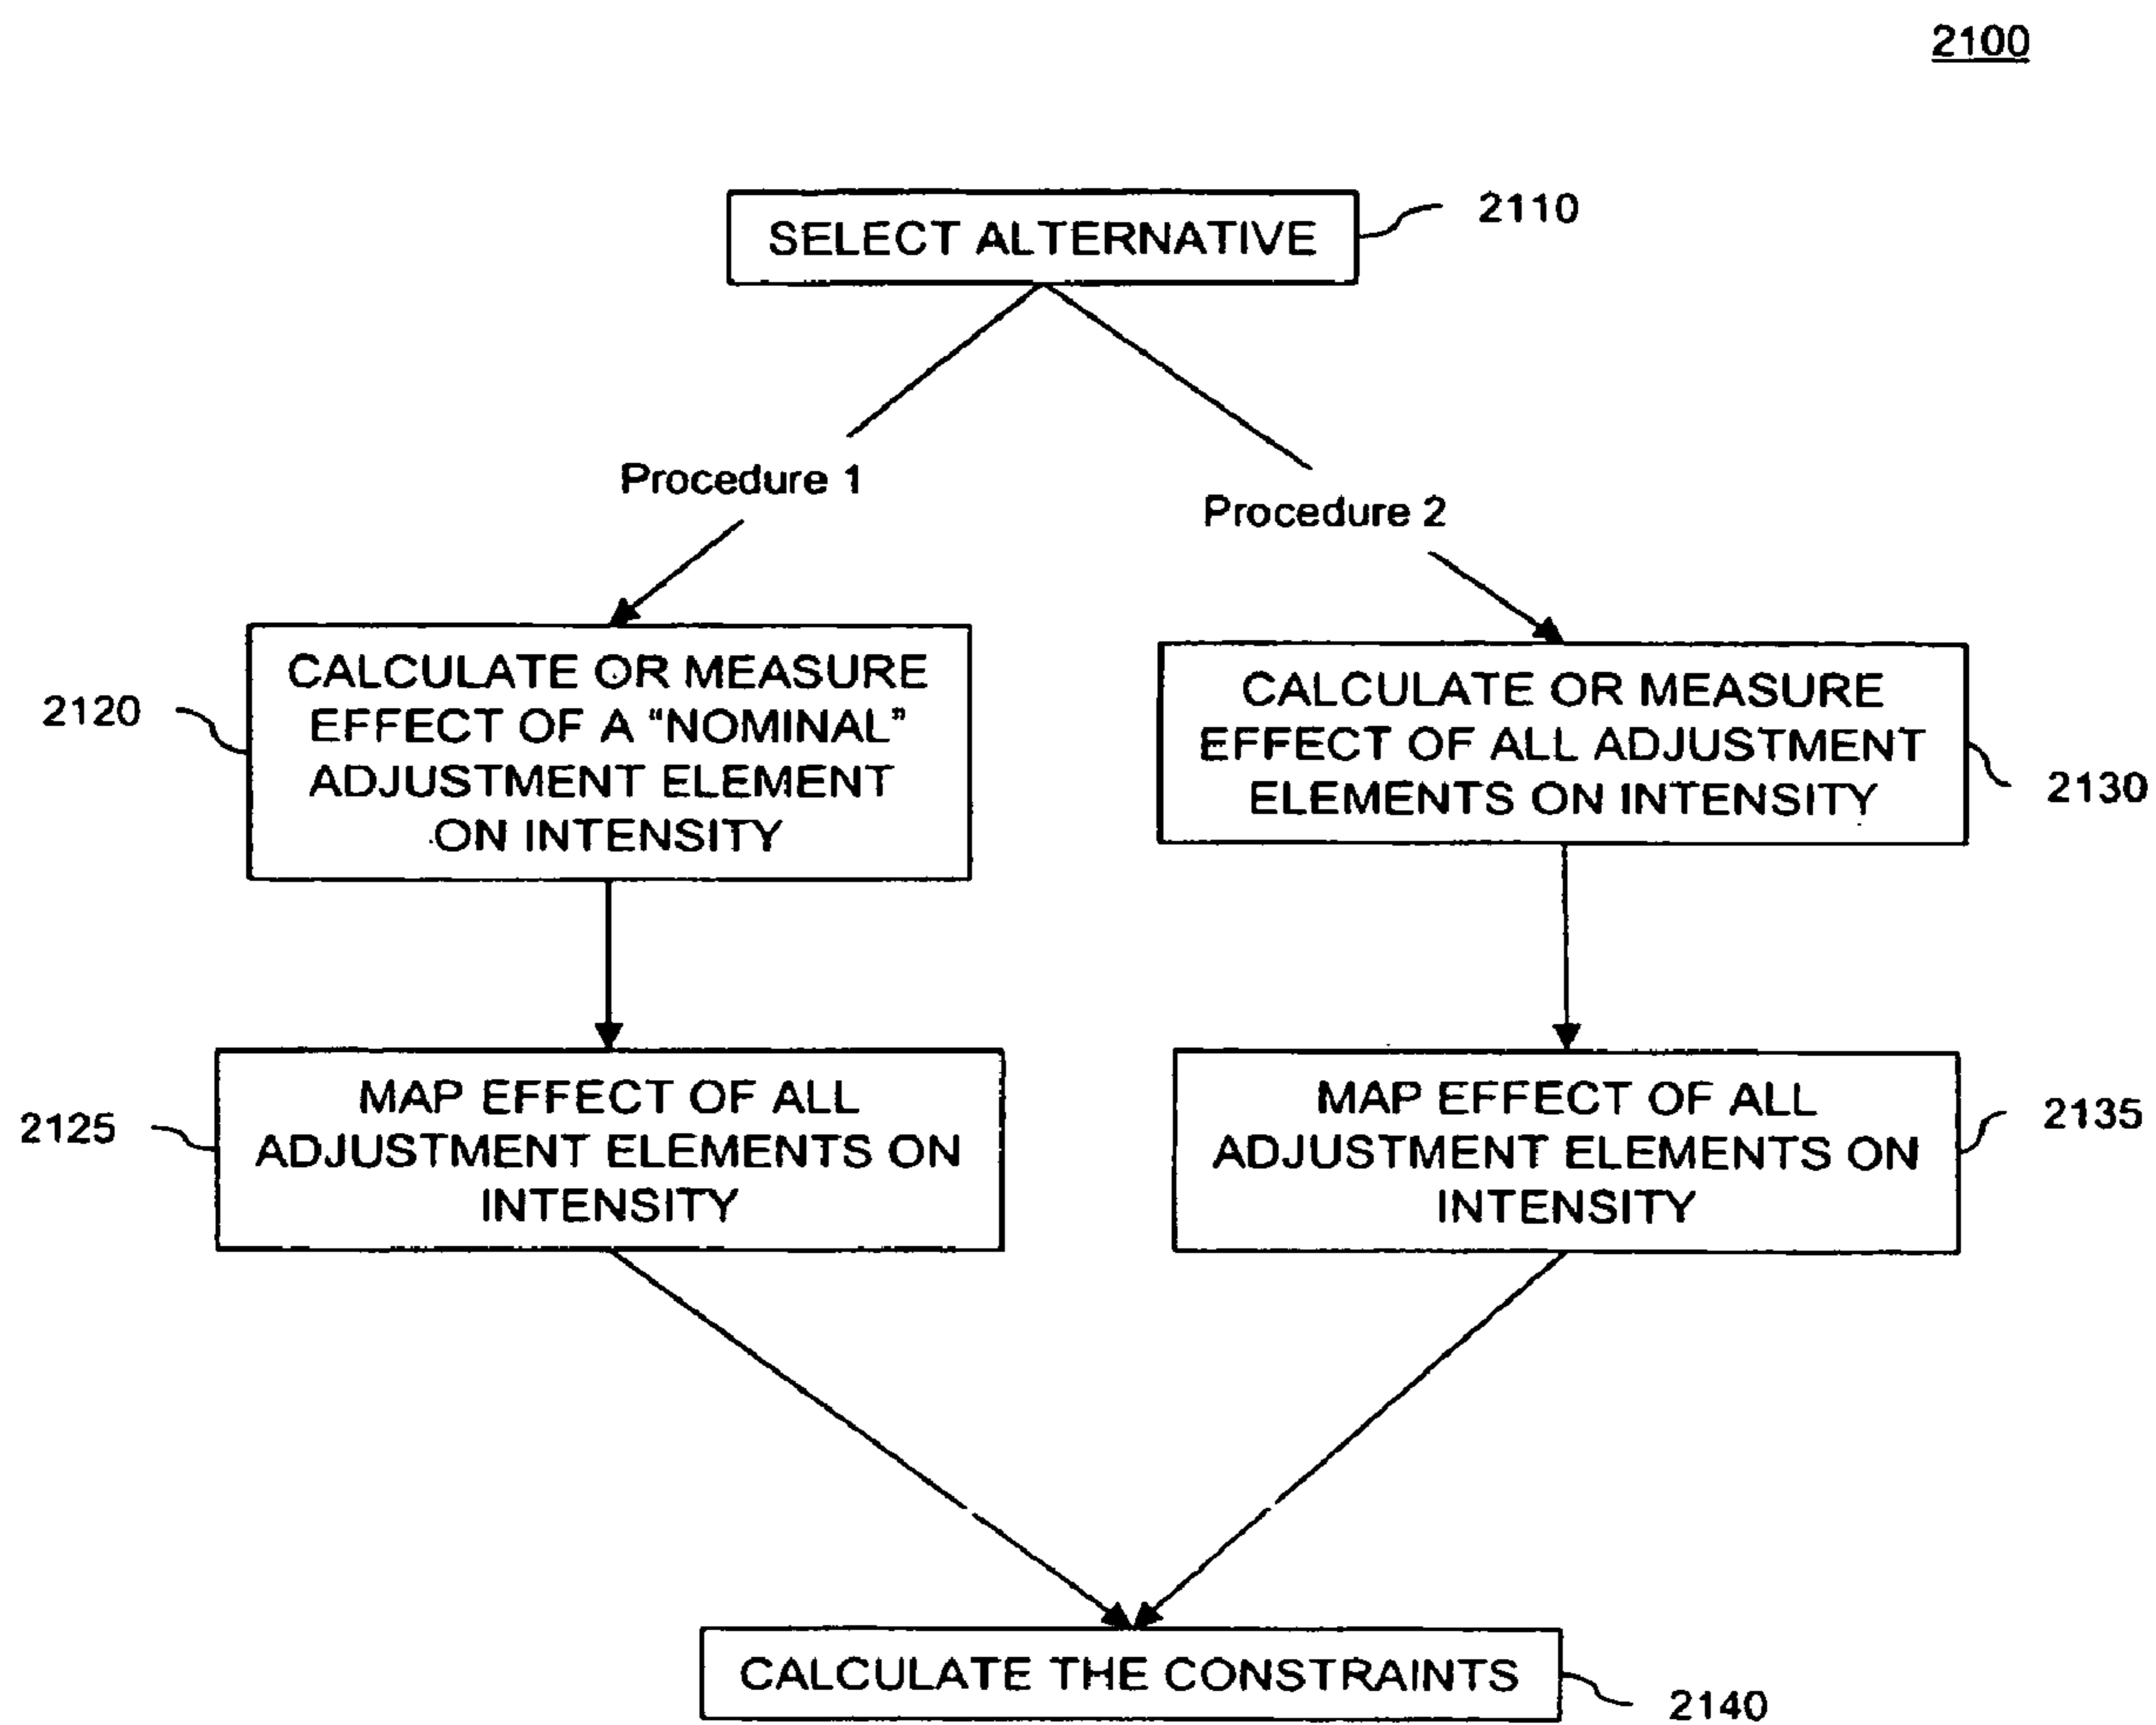 2100
SELECT ALTERNATIVE
2110
Procedure 1
Procedure 2
2120
CALCULATE OR MEASURE
EFFECT OF A “NOMINAL”
ADJUSTMENT ELEMENT
ON INTENSITY
CALCULATE OR MEASURE
EFFECT OF ALL ADJUSTMENT
ELEMENTS ON INTENSITY
2130
2125
MAP EFFECT OF ALL
ADJUSTMENT ELEMENTS ON
INTENSITY
MAP EFFECT OF ALL
ADJUSTMENT ELEMENTS ON
INTENSITY
2135
CALCULATE THE CONSTRAINTS
2140